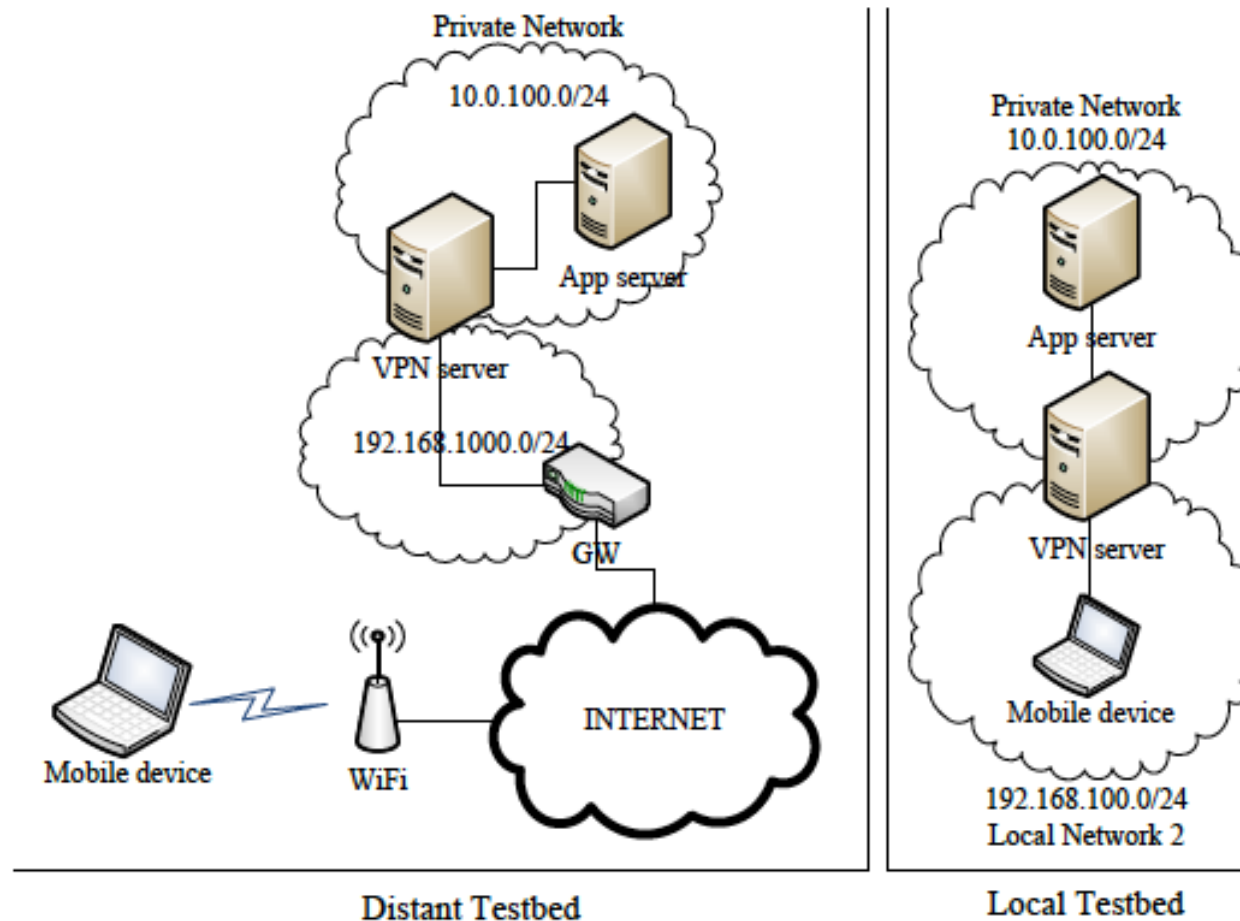 Private Network
10.0.100.0/24
App server
VPN server
192.168.1000.0/24
GW
INTERNET
Mobile device
WiFi
Distant Testbed
Private Network
10.0.100.0/24
App server
VPN server
Mobile device
192.168.100.0/24
Local Network 2
Local Testbed